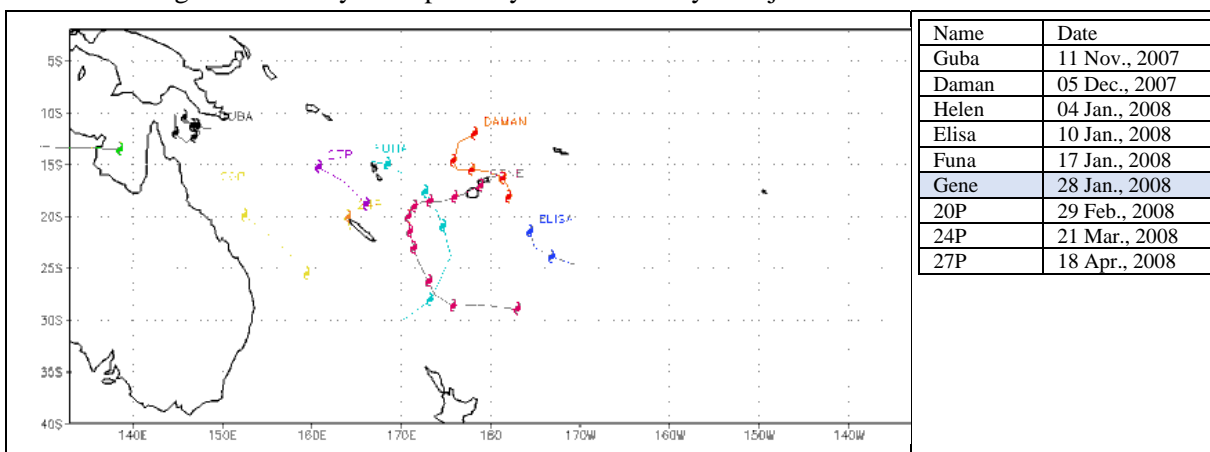 5S
10S
15S
20S
25S
30S
35S
40S
140E
150E
160E
170E
180
170W
160W
150W
140W
GUBA
DAMAN
27P
FUNA
ELISA
Name Date
Guba 11 Nov., 2007
Daman 05 Dec., 2007
Helen 04 Jan., 2008
Elisa 10 Jan., 2008
Funa 17 Jan., 2008
Gene 28 Jan., 2008
20P 29 Feb., 2008
24P 21 Mar., 2008
27P 18 Apr., 2008